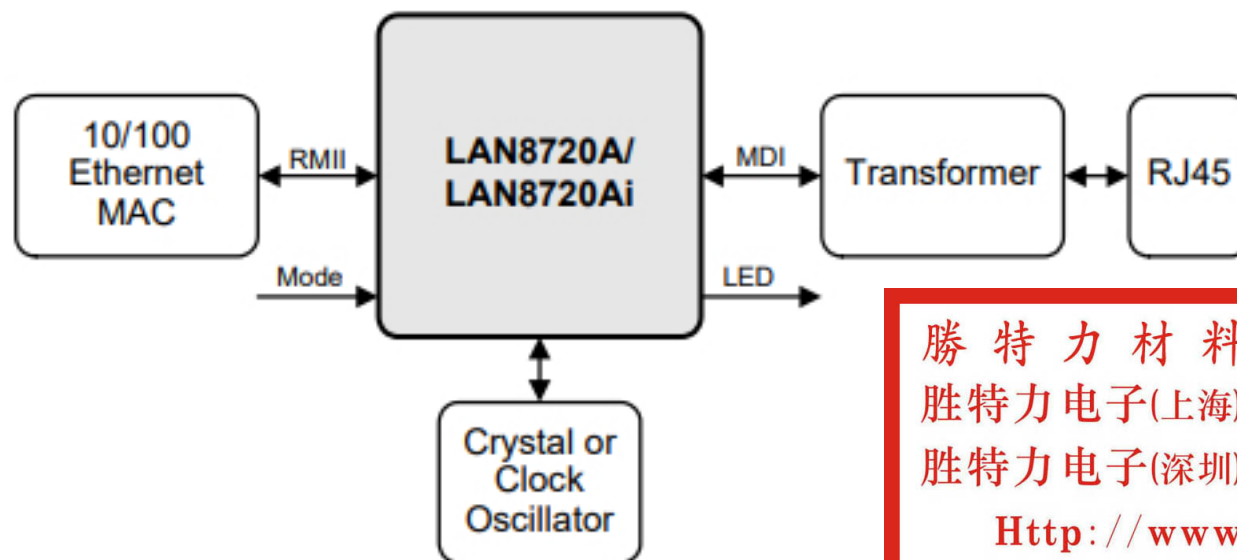 10/100
Ethernet
MAC
RMII
Mode
LAN8720A/
LAN8720Ai
MDI
LED
Transformer
RJ45
Crystal or
Clock
Oscillator
勝特力材料
胜特力电子(上海)
胜特力电子(深圳)
Http://www